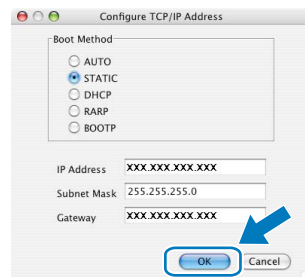 Configure TCP/IP Address
Boot Method
AUTO
STATIC
DHCP
RARP
BOOTP
IP Address XXX.XXX.XXX.XXX
Subnet Mask 255.255.255.0
Gateway XXX.XXX.XXX.XXX
OK Cancel